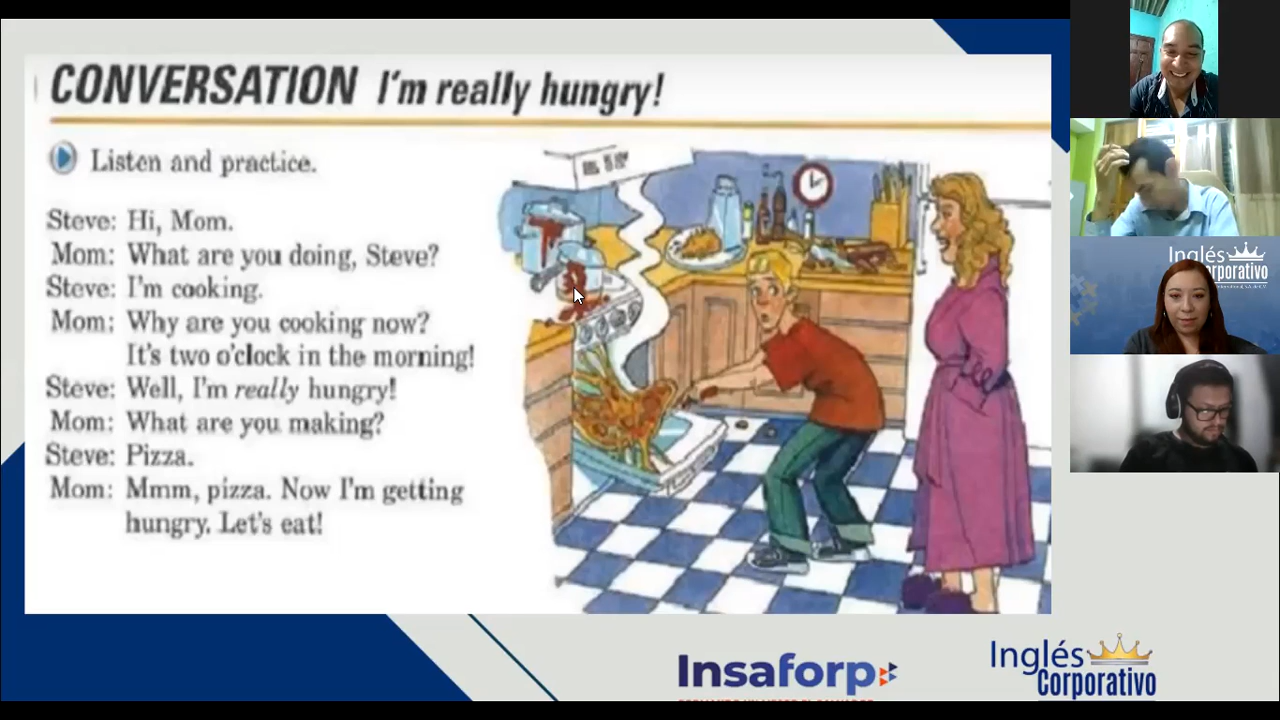 CONVERSATION I'm really hungry!
Listen and practice.
Steve: Hi, Mom.
Mom: What are you doing, Steve?
Steve: I'm cooking.
Mom: Why are you cooking now?
It's two o'clock in the morning!
Steve: Well, I'm really hungry!
Mom: What are you making?
Steve: Pizza.
Mom: Mmm, pizza. Now I'm getting
hungry. Let's eat!
Insaforp
Inglés
Corporativo
Inglés
Corporativo